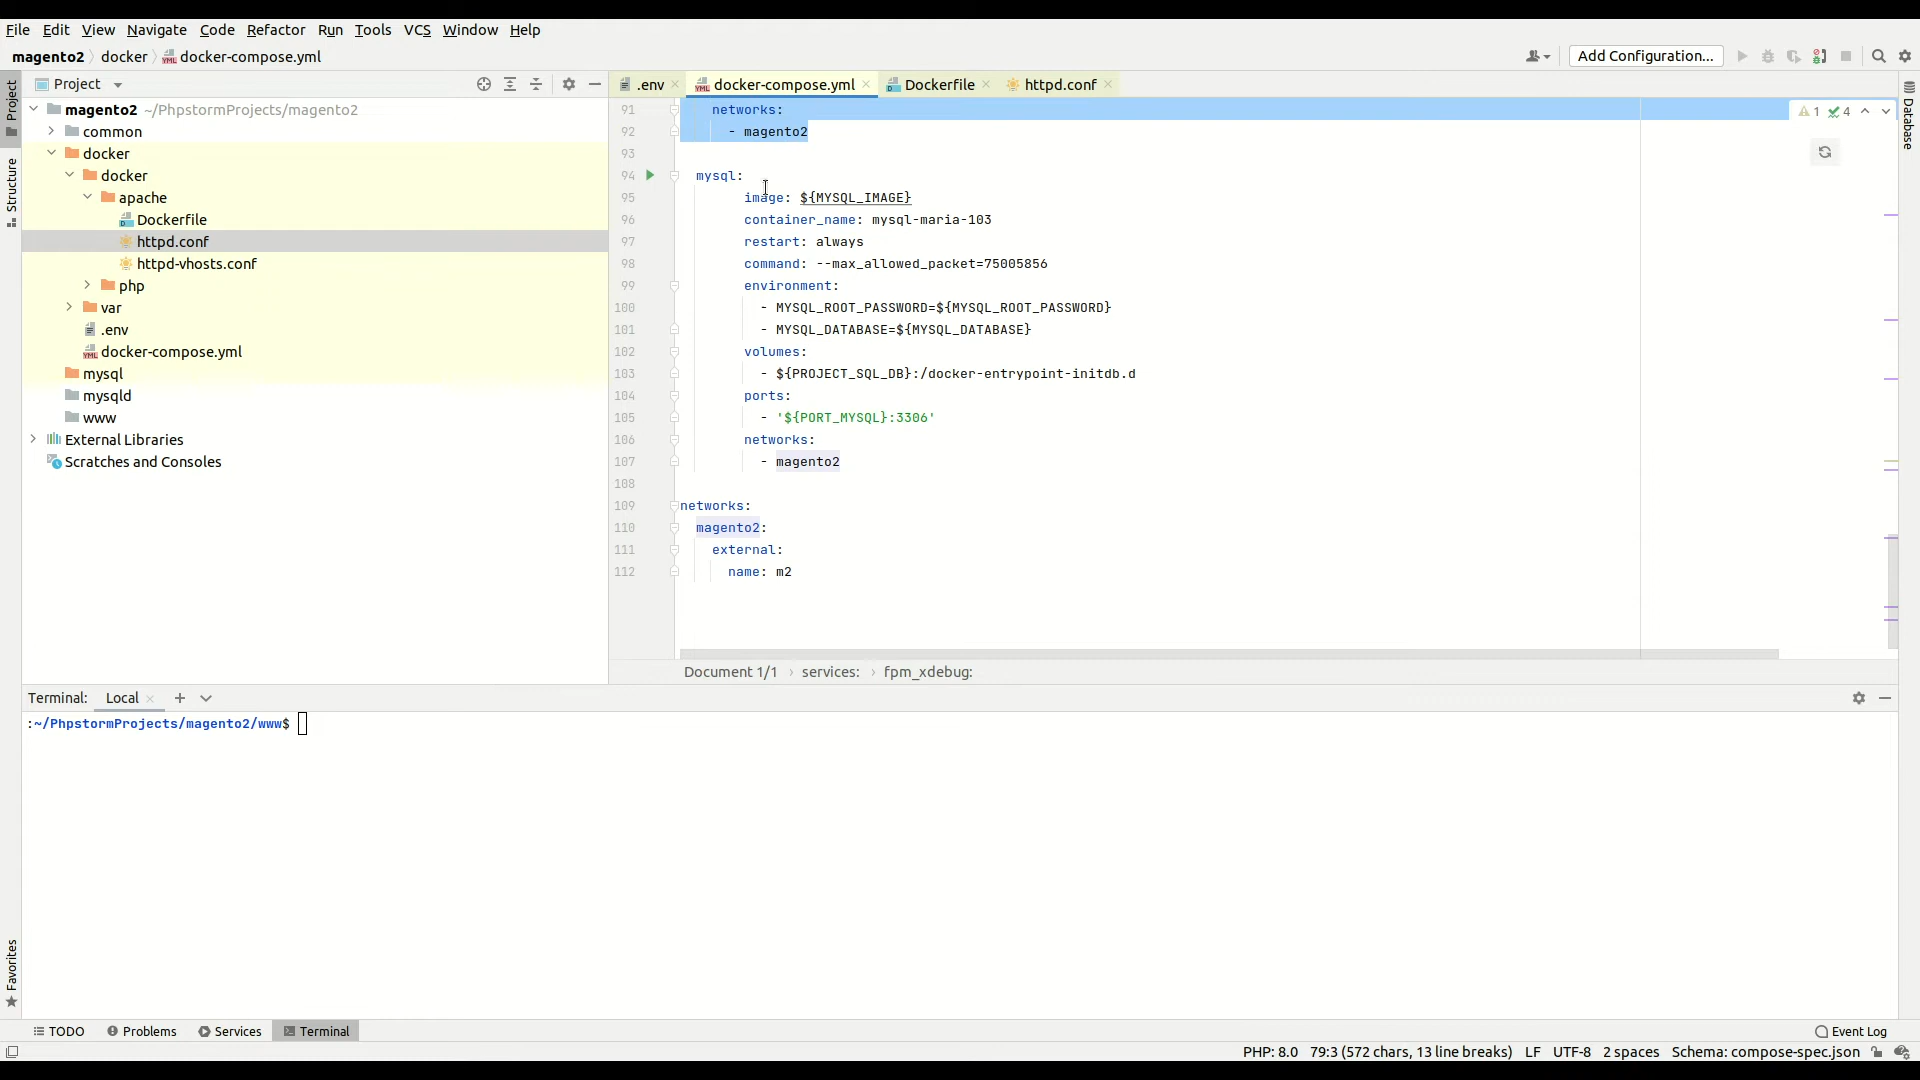 File Edit View Navigate Code Refactor Run Tools VCS Window Help
magento2 docker docker-compose.yml
Add Configuration...
Project
.env docker-compose.yml Dockerfile httpd.conf
magento2 ~/PhpstormProjects/magento2
common
docker
docker
apache
Dockerfile
httpd.conf
httpd-vhosts.conf
php
var
.env
docker-compose.yml
mysql
mysqld
www
External Libraries
Scratches and Consoles
Project
Structure
Favorites
Database
1 4
91 networks:
92 - magento2
93
94 mysql:
95 image: ${MYSQL_IMAGE}
96 container_name: mysql-maria-103
97 restart: always
98 command: --max_allowed_packet=75005856
99 environment:
100 - MYSQL_ROOT_PASSWORD=${MYSQL_ROOT_PASSWORD}
101 - MYSQL_DATABASE=${MYSQL_DATABASE}
102 volumes:
103 - ${PROJECT_SQL_DB}:/docker-entrypoint-initdb.d
104 ports:
105 - '${PORT_MYSQL}:3306'
106 networks:
107 - magento2
108
109 networks:
110 magento2:
111 external:
112 name: m2
Document 1/1 services: fpm_xdebug:
Terminal: Local
:~/PhpstormProjects/magento2/www$
TODO Problems Services Terminal Event Log
PHP: 8.0 79:3 (572 chars, 13 line breaks) LF UTF-8 2 spaces Schema: compose-spec.json